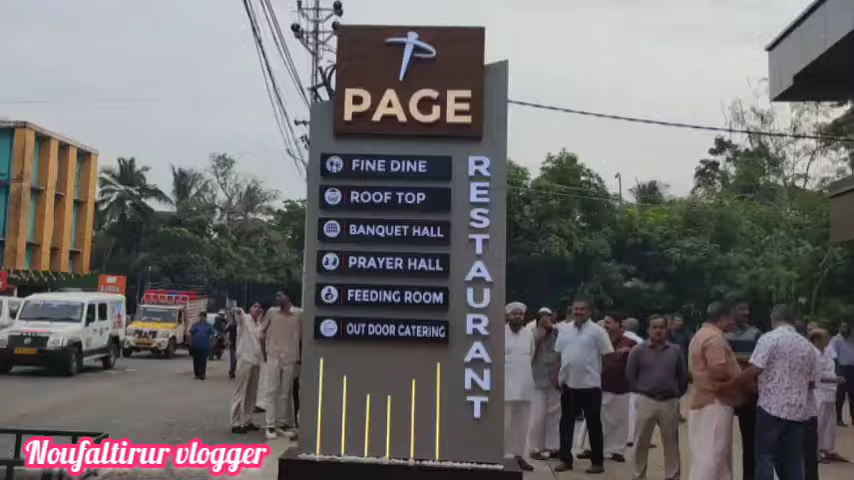 PAGE
FINE DINE
ROOF TOP
BANQUET HALL
PRAYER HALL
FEEDING ROOM
OUT DOOR CATERING
RESTAURANT
Noufaltirur vlogger